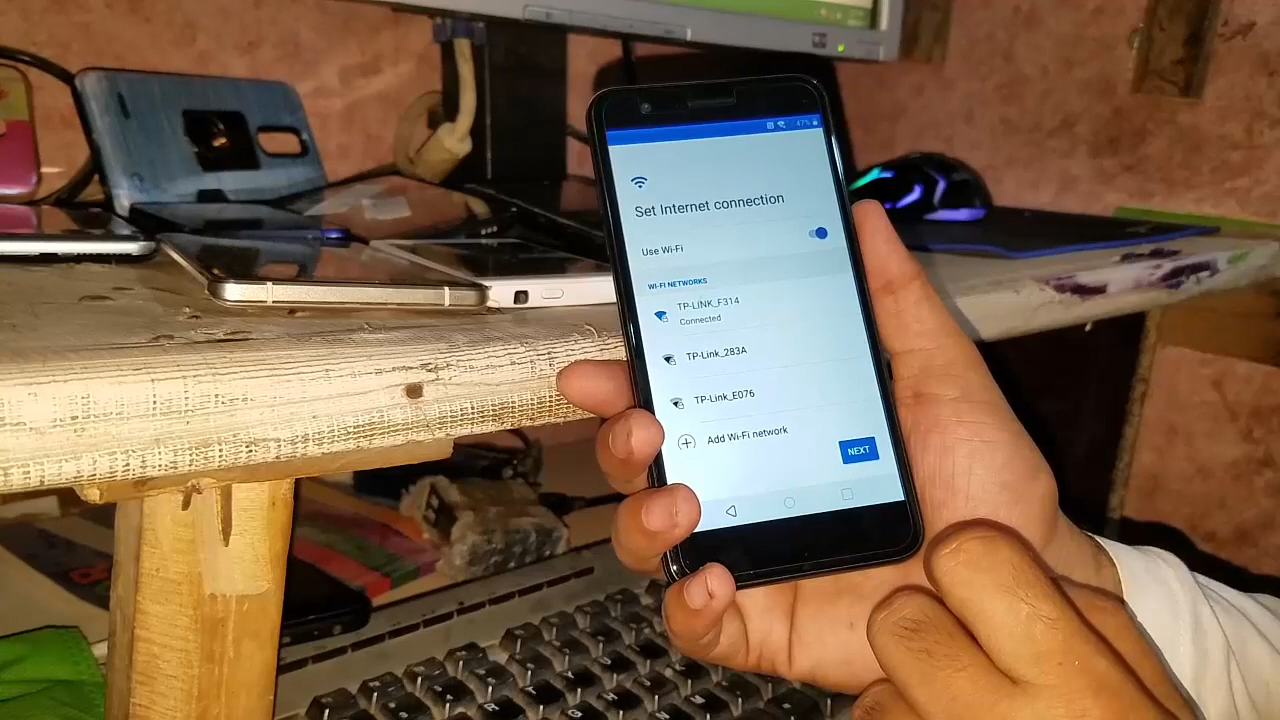 47%
Set Internet connection
Use Wi-Fi
WI-FI NETWORKS
TP-LINK_F314
Connected
TP-Link_283A
TP-Link_E076
Add Wi-Fi network
NEXT